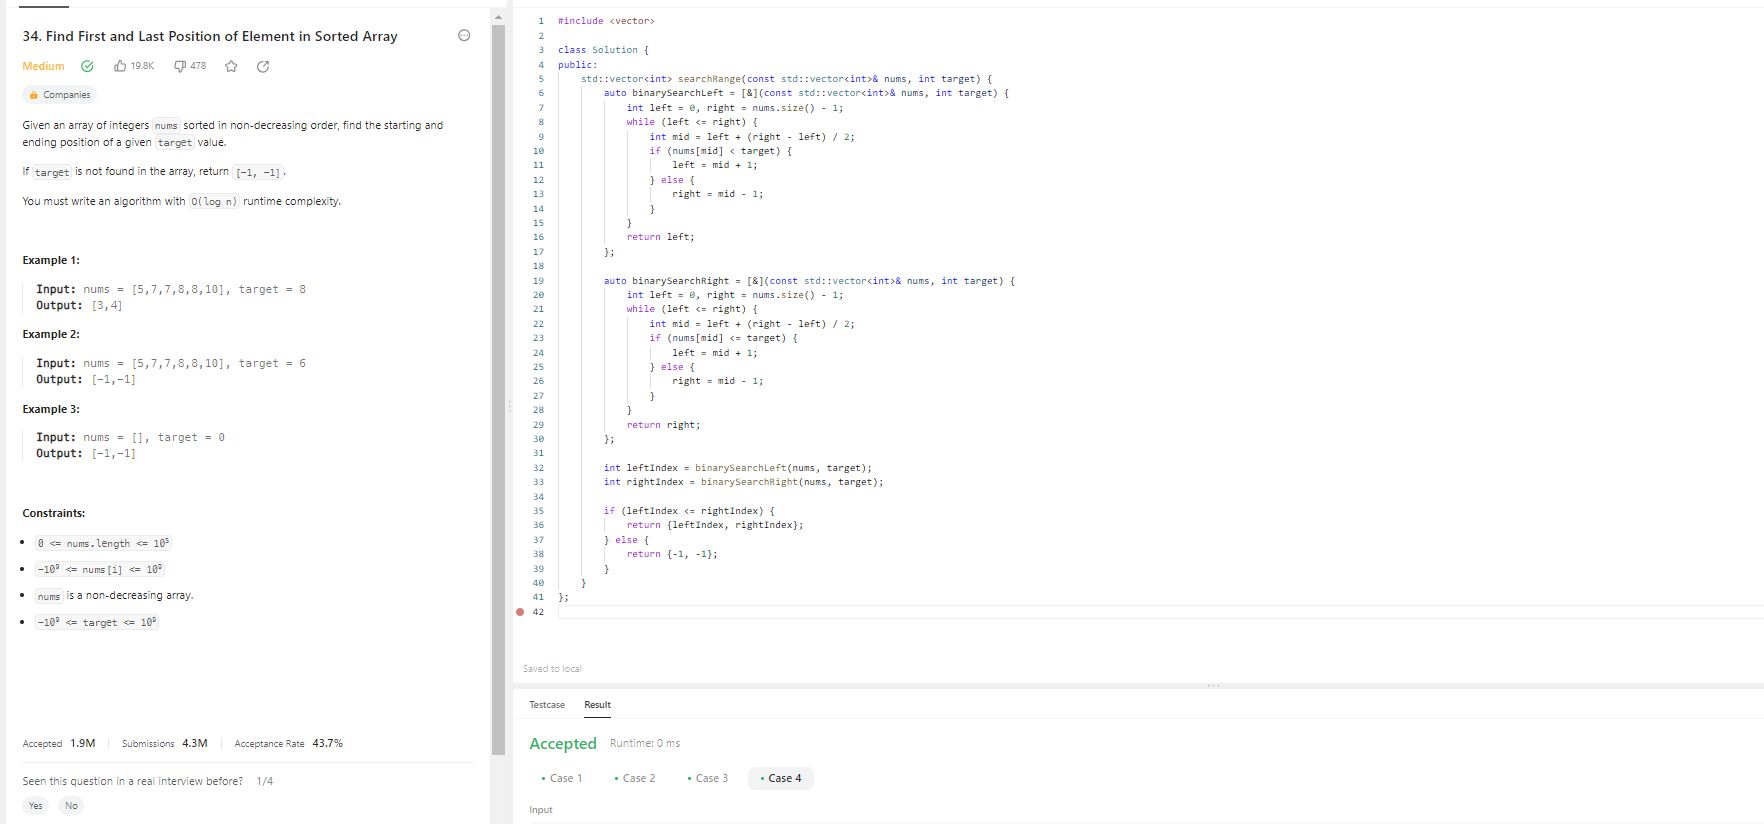 34. Find First and Last Position of Element in Sorted Array
Medium 19.8K 478
Companies
Given an array of integers nums sorted in non-decreasing order, find the starting and
ending position of a given target value.
If target is not found in the array, return [-1, -1].
You must write an algorithm with O(log n) runtime complexity.
Example 1:
Input: nums = [5,7,7,8,8,10], target = 8
Output: [3,4]
Example 2:
Input: nums = [5,7,7,8,8,10], target = 6
Output: [-1,-1]
Example 3:
Input: nums = [], target = 0
Output: [-1,-1]
Constraints:
• 0 <= nums.length <= 10⁵
• -10⁹ <= nums[i] <= 10⁹
• nums is a non-decreasing array.
• -10⁹ <= target <= 10⁹
Accepted 1.9M Submissions 4.3M Acceptance Rate 43.7%
Seen this question in a real interview before? 1/4
Yes No
1 #include <vector>
2
3 class Solution {
4 public:
5 std::vector<int> searchRange(const std::vector<int>& nums, int target) {
6 auto binarySearchLeft = [&](const std::vector<int>& nums, int target) {
7 int left = 0, right = nums.size() - 1;
8 while (left <= right) {
9 int mid = left + (right - left) / 2;
10 if (nums[mid] < target) {
11 left = mid + 1;
12 } else {
13 right = mid - 1;
14 }
15 }
16 return left;
17 };
18
19 auto binarySearchRight = [&](const std::vector<int>& nums, int target) {
20 int left = 0, right = nums.size() - 1;
21 while (left <= right) {
22 int mid = left + (right - left) / 2;
23 if (nums[mid] <= target) {
24 left = mid + 1;
25 } else {
26 right = mid - 1;
27 }
28 }
29 return right;
30 };
31
32 int leftIndex = binarySearchLeft(nums, target);
33 int rightIndex = binarySearchRight(nums, target);
34
35 if (leftIndex <= rightIndex) {
36 return {leftIndex, rightIndex};
37 } else {
38 return {-1, -1};
39 }
40 }
41 };
42
Saved to local
Testcase Result
Accepted Runtime: 0 ms
• Case 1 • Case 2 • Case 3 • Case 4
Input